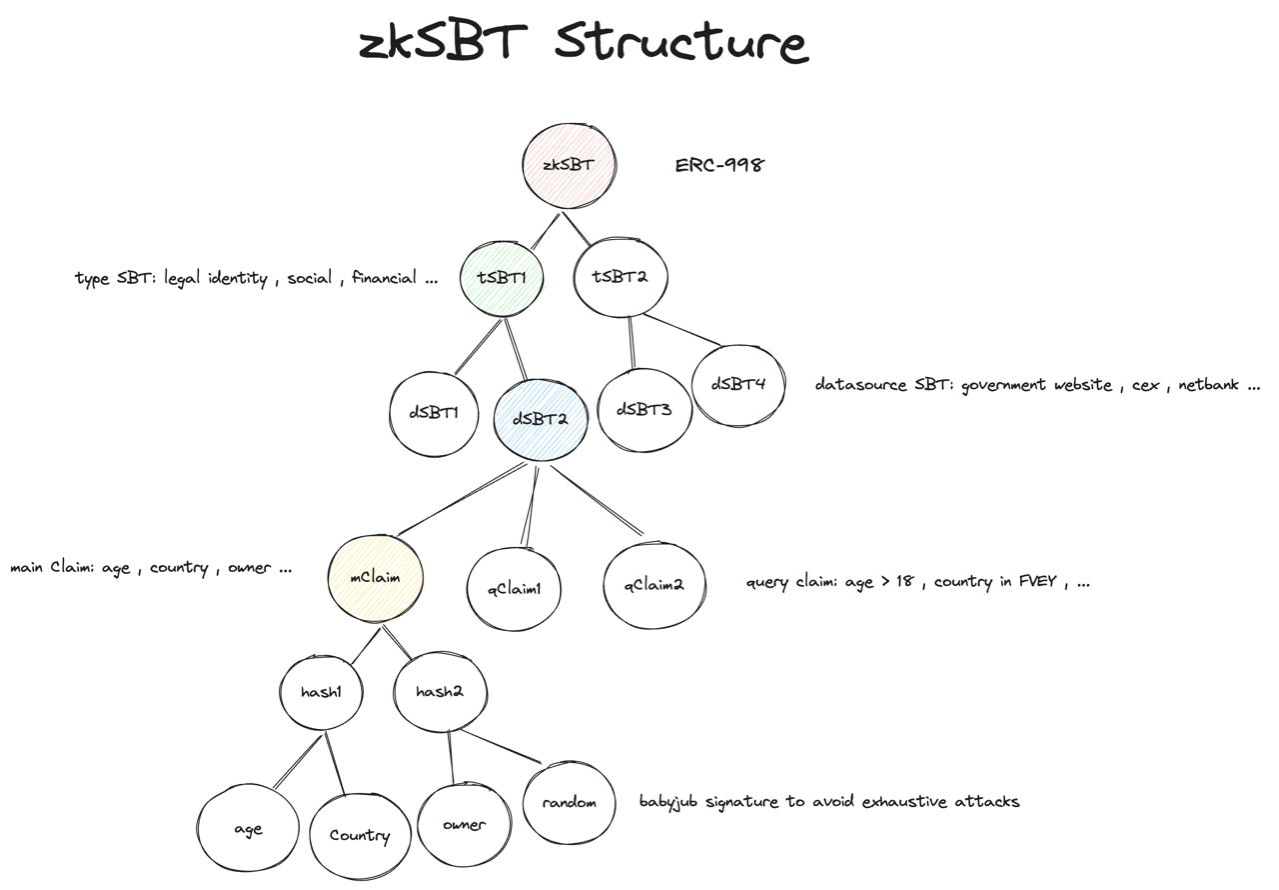 zkSBT Structure
zkSBT
ERC-998
type SBT: legal identity , social , financial ...
tSBT1
tSBT2
dSBT1
dSBT2
dSBT3
dSBT4
datasource SBT: government website , cex , netbank ...
main Claim: age , country , owner ...
mClaim
qClaim1
qClaim2
query claim: age > 18 , country in FVEY , ...
hash1
hash2
age
Country
owner
random
babyjub signature to avoid exhaustive attacks